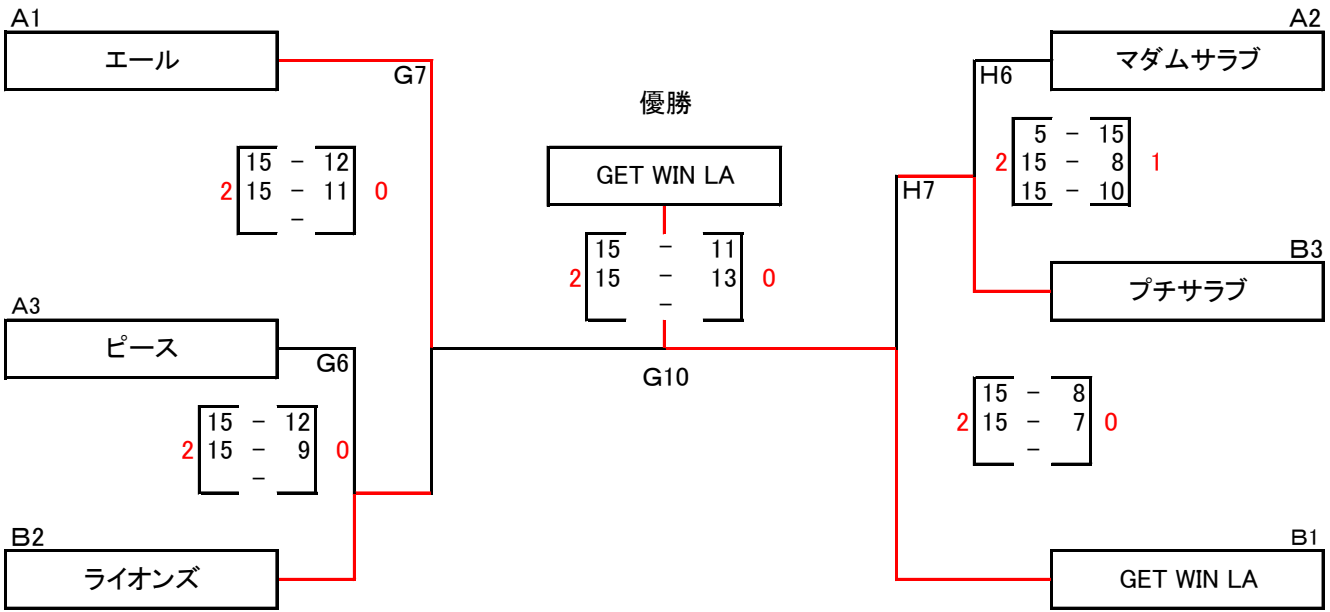 A1
エール
G7
15 - 12
2 15 - 11 0
-
A3
ピース
G6
15 - 12
2 15 - 9 0
-
B2
ライオンズ
優勝
GET WIN LA
15 - 11
2 15 - 13 0
-
G10
A2
マダムサラブ
H6
5 - 15
2 15 - 8 1
15 - 10
H7
B3
プチサラブ
15 - 8
2 15 - 7 0
-
B1
GET WIN LA